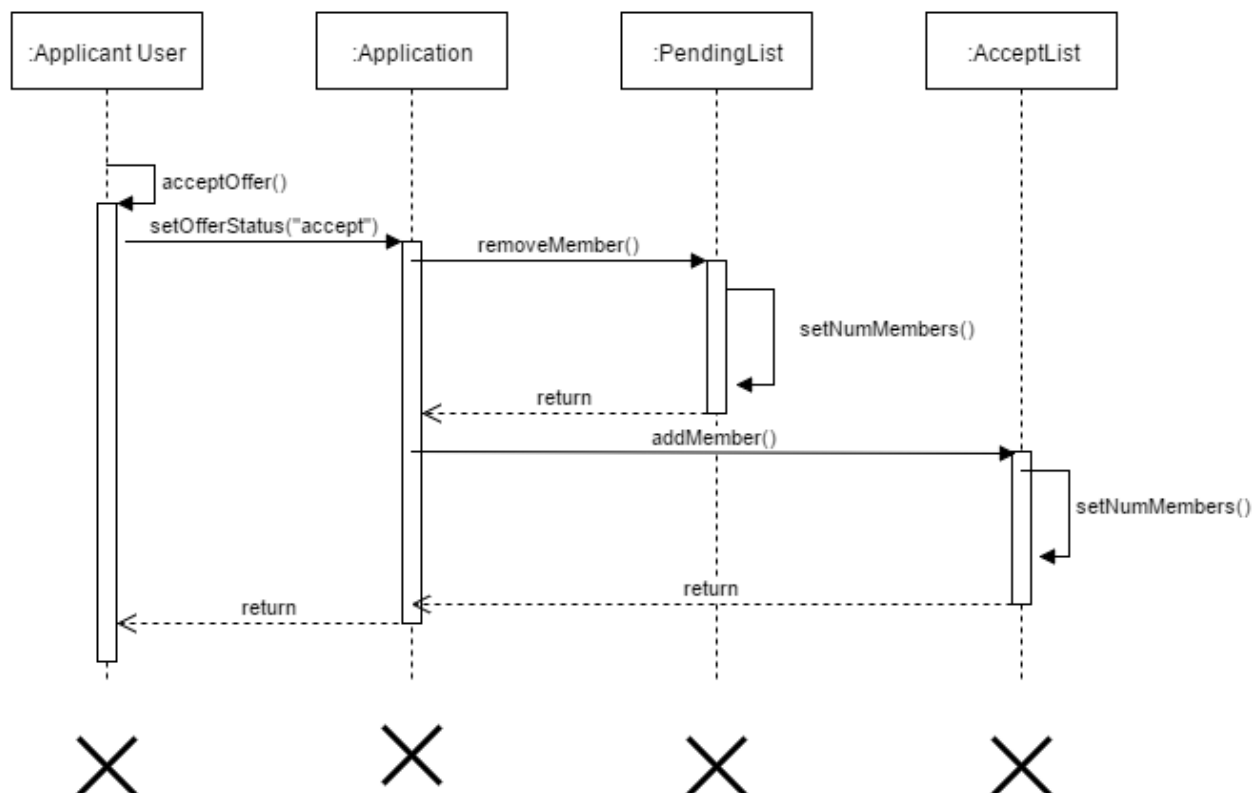 :Applicant User
:Application
:PendingList
:AcceptList
acceptOffer()
setOfferStatus("accept")
removeMember()
setNumMembers()
return
addMember()
setNumMembers()
return
return